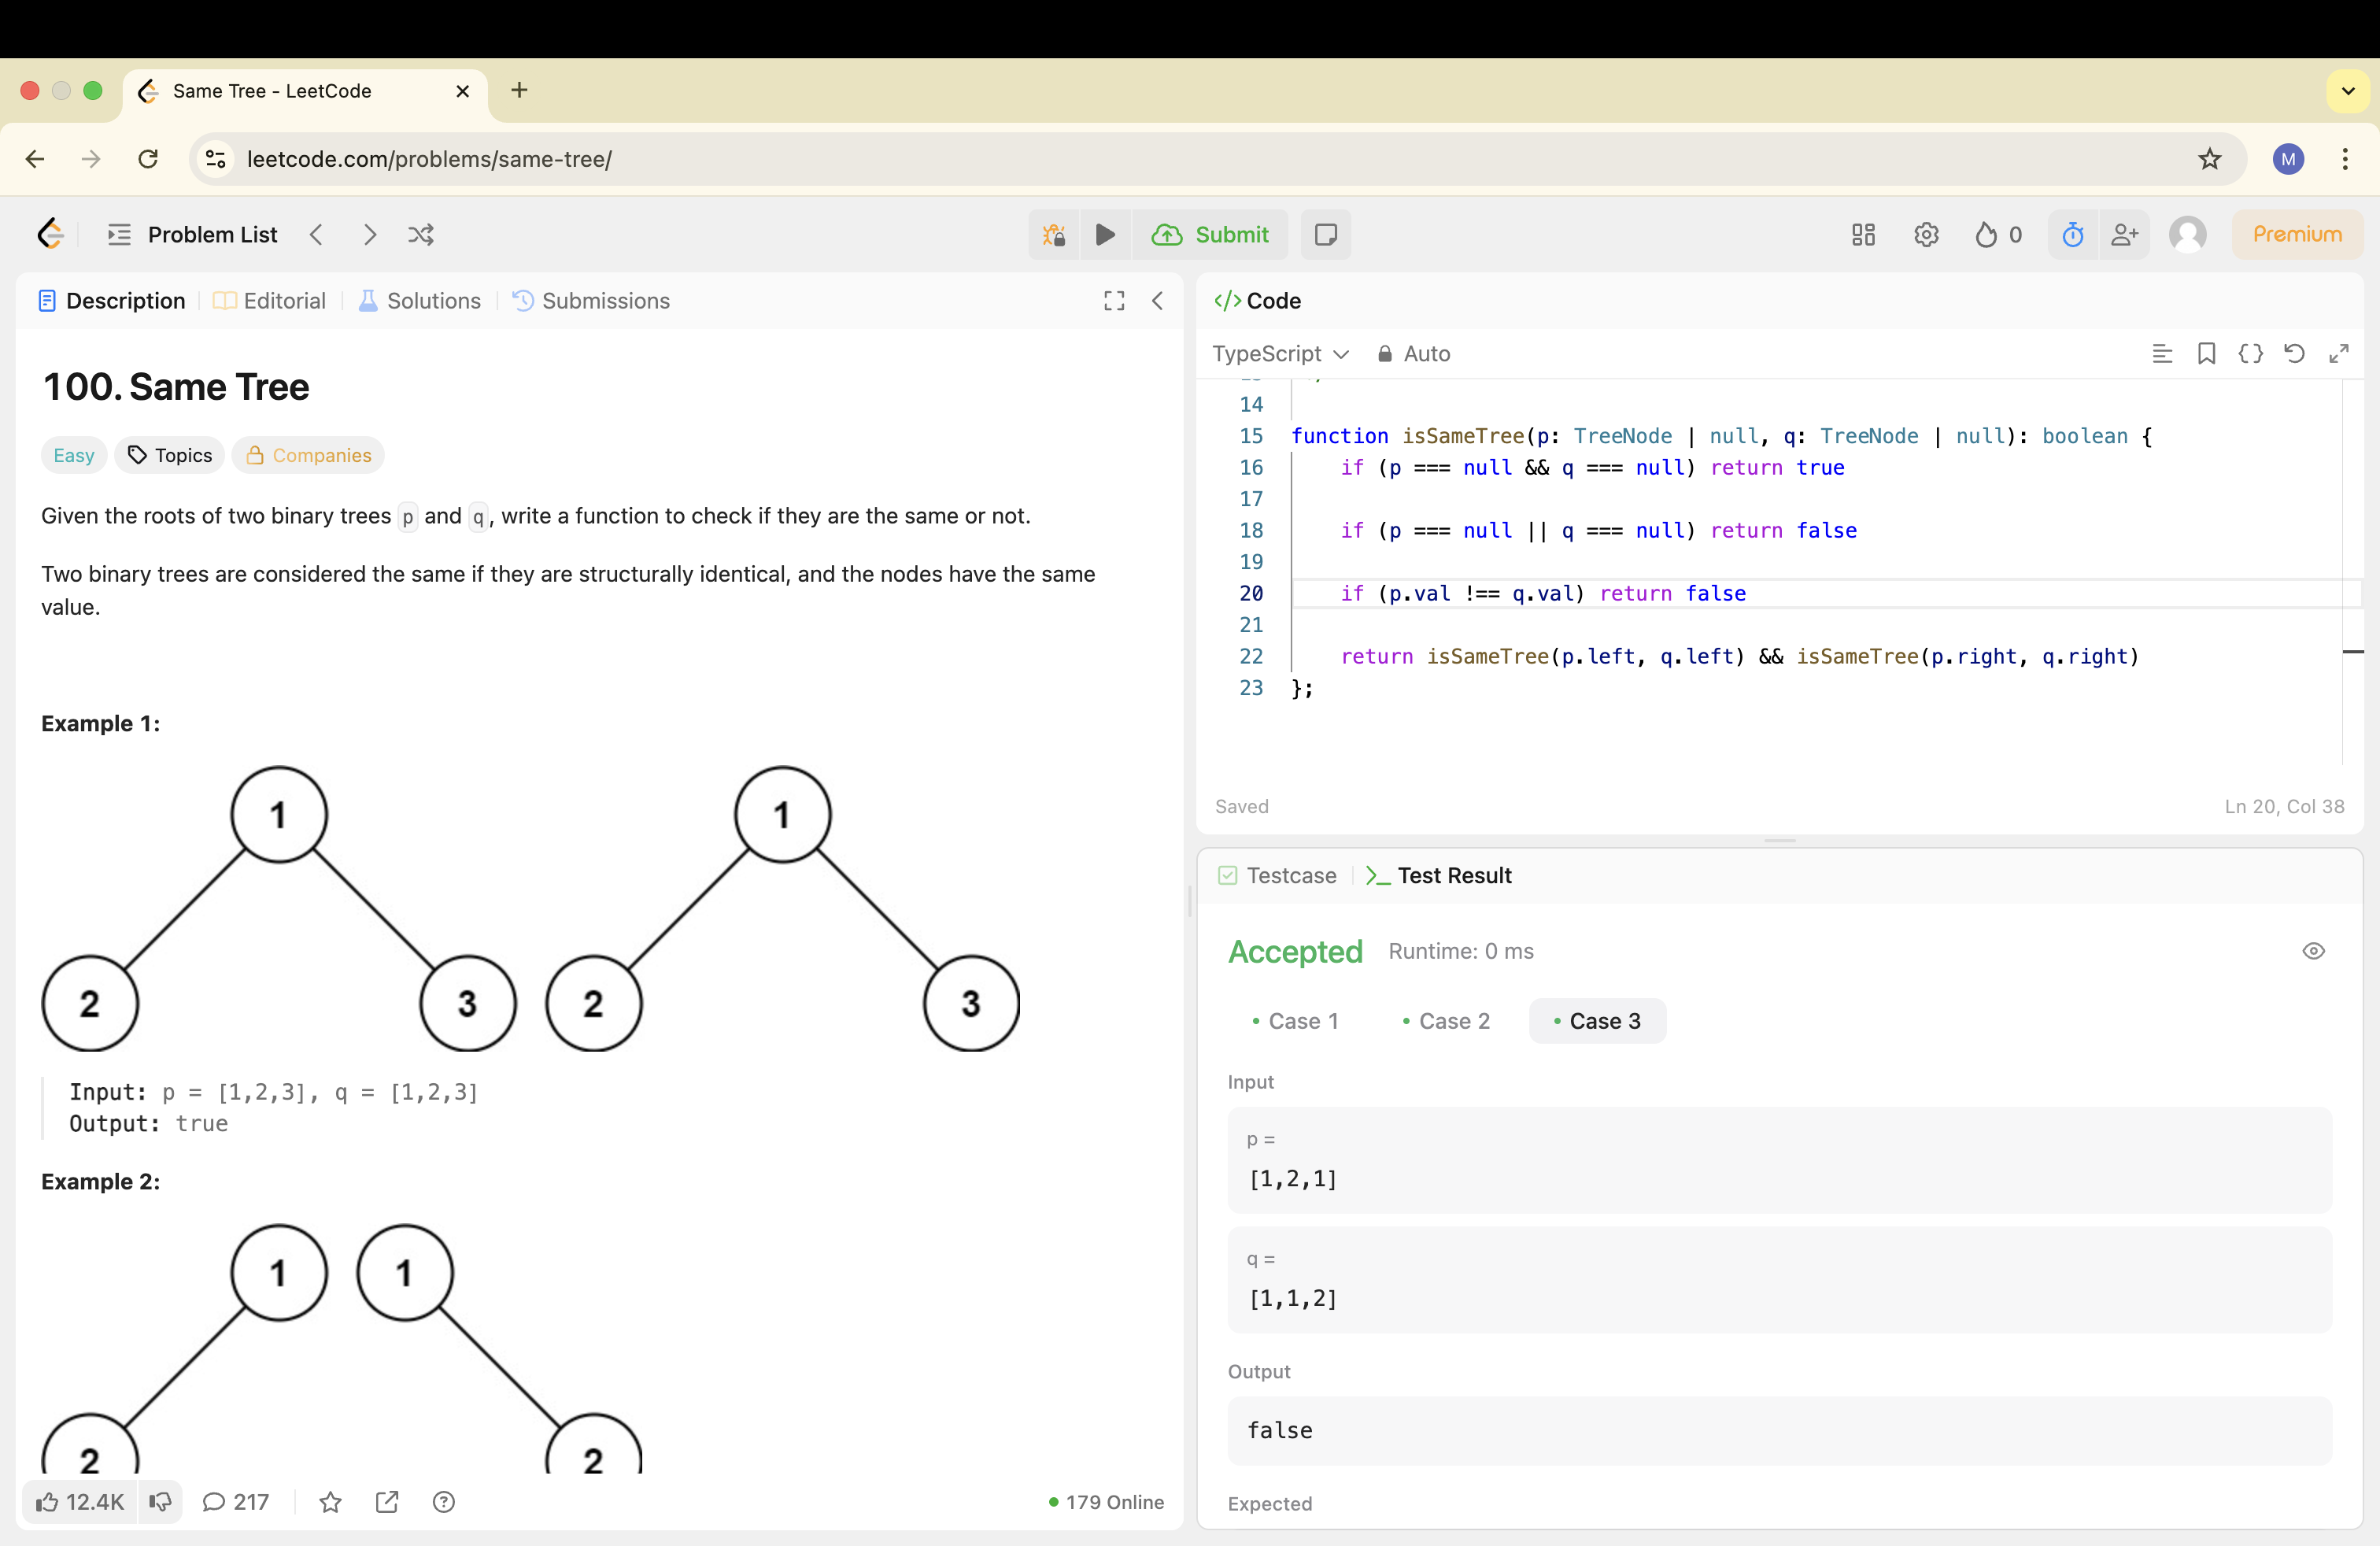 Same Tree - LeetCode
leetcode.com/problems/same-tree/
M
Problem List
Submit
0
Premium
Description
Editorial
Solutions
Submissions
100. Same Tree
Easy
Topics
Companies
Given the roots of two binary trees p and q, write a function to check if they are the same or not.
Two binary trees are considered the same if they are structurally identical, and the nodes have the same
value.
Example 1:
1
1
2
3
2
3
Input: p = [1,2,3], q = [1,2,3]
Output: true
Example 2:
1
1
2
2
12.4K
217
179 Online
</> Code
TypeScript
Auto
14
15 function isSameTree(p: TreeNode | null, q: TreeNode | null): boolean {
16 if (p === null && q === null) return true
17
18 if (p === null || q === null) return false
19
20 if (p.val !== q.val) return false
21
22 return isSameTree(p.left, q.left) && isSameTree(p.right, q.right)
23 };
Saved
Ln 20, Col 38
Testcase
Test Result
Accepted
Runtime: 0 ms
Case 1
Case 2
Case 3
Input
p =
[1,2,1]
q =
[1,1,2]
Output
false
Expected